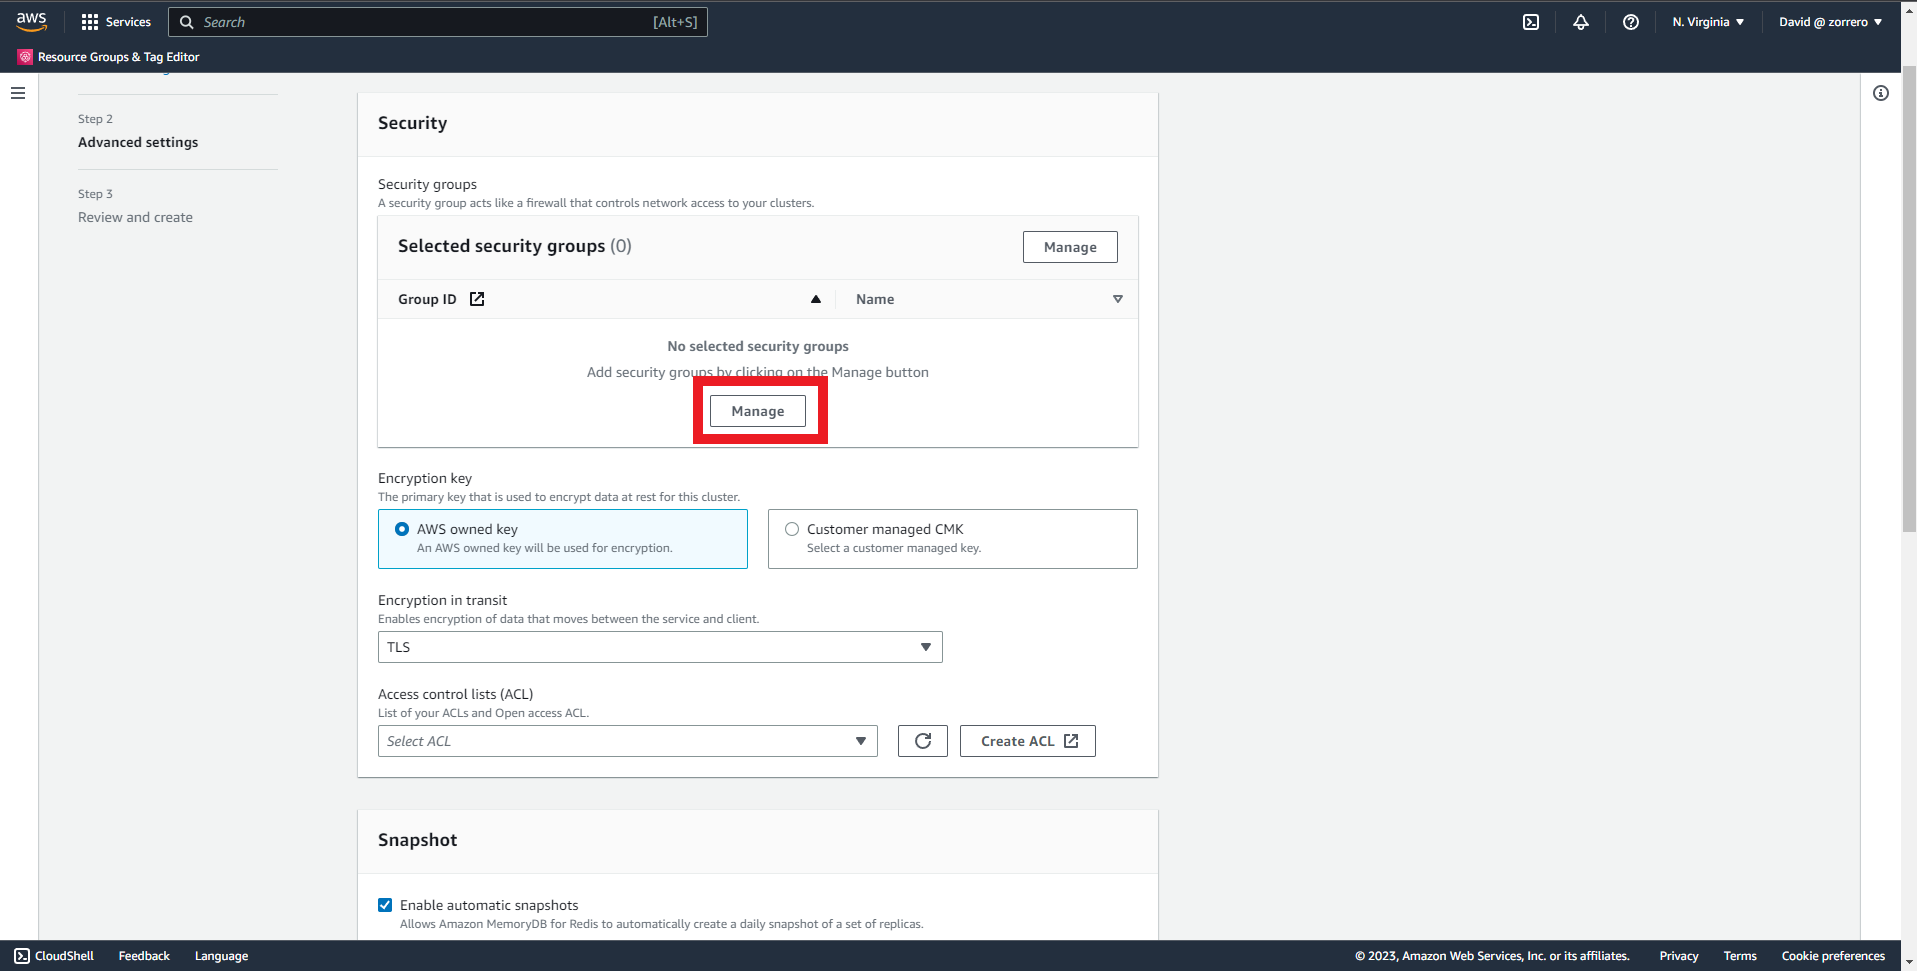 aws
Services
Search
[Alt+S]
N. Virginia
David @ zorrero
Resource Groups & Tag Editor
Step 2
Advanced settings
Step 3
Review and create
Security
Security groups
A security group acts like a firewall that controls network access to your clusters.
Selected security groups (0)
Manage
Group ID
Name
No selected security groups
Add security groups by clicking on the Manage button
Manage
Encryption key
The primary key that is used to encrypt data at rest for this cluster.
AWS owned key
An AWS owned key will be used for encryption.
Customer managed CMK
Select a customer managed key.
Encryption in transit
Enables encryption of data that moves between the service and client.
TLS
Access control lists (ACL)
List of your ACLs and Open access ACL.
Select ACL
Create ACL
Snapshot
Enable automatic snapshots
Allows Amazon MemoryDB for Redis to automatically create a daily snapshot of a set of replicas.
CloudShell
Feedback
Language
© 2023, Amazon Web Services, Inc. or its affiliates.
Privacy
Terms
Cookie preferences